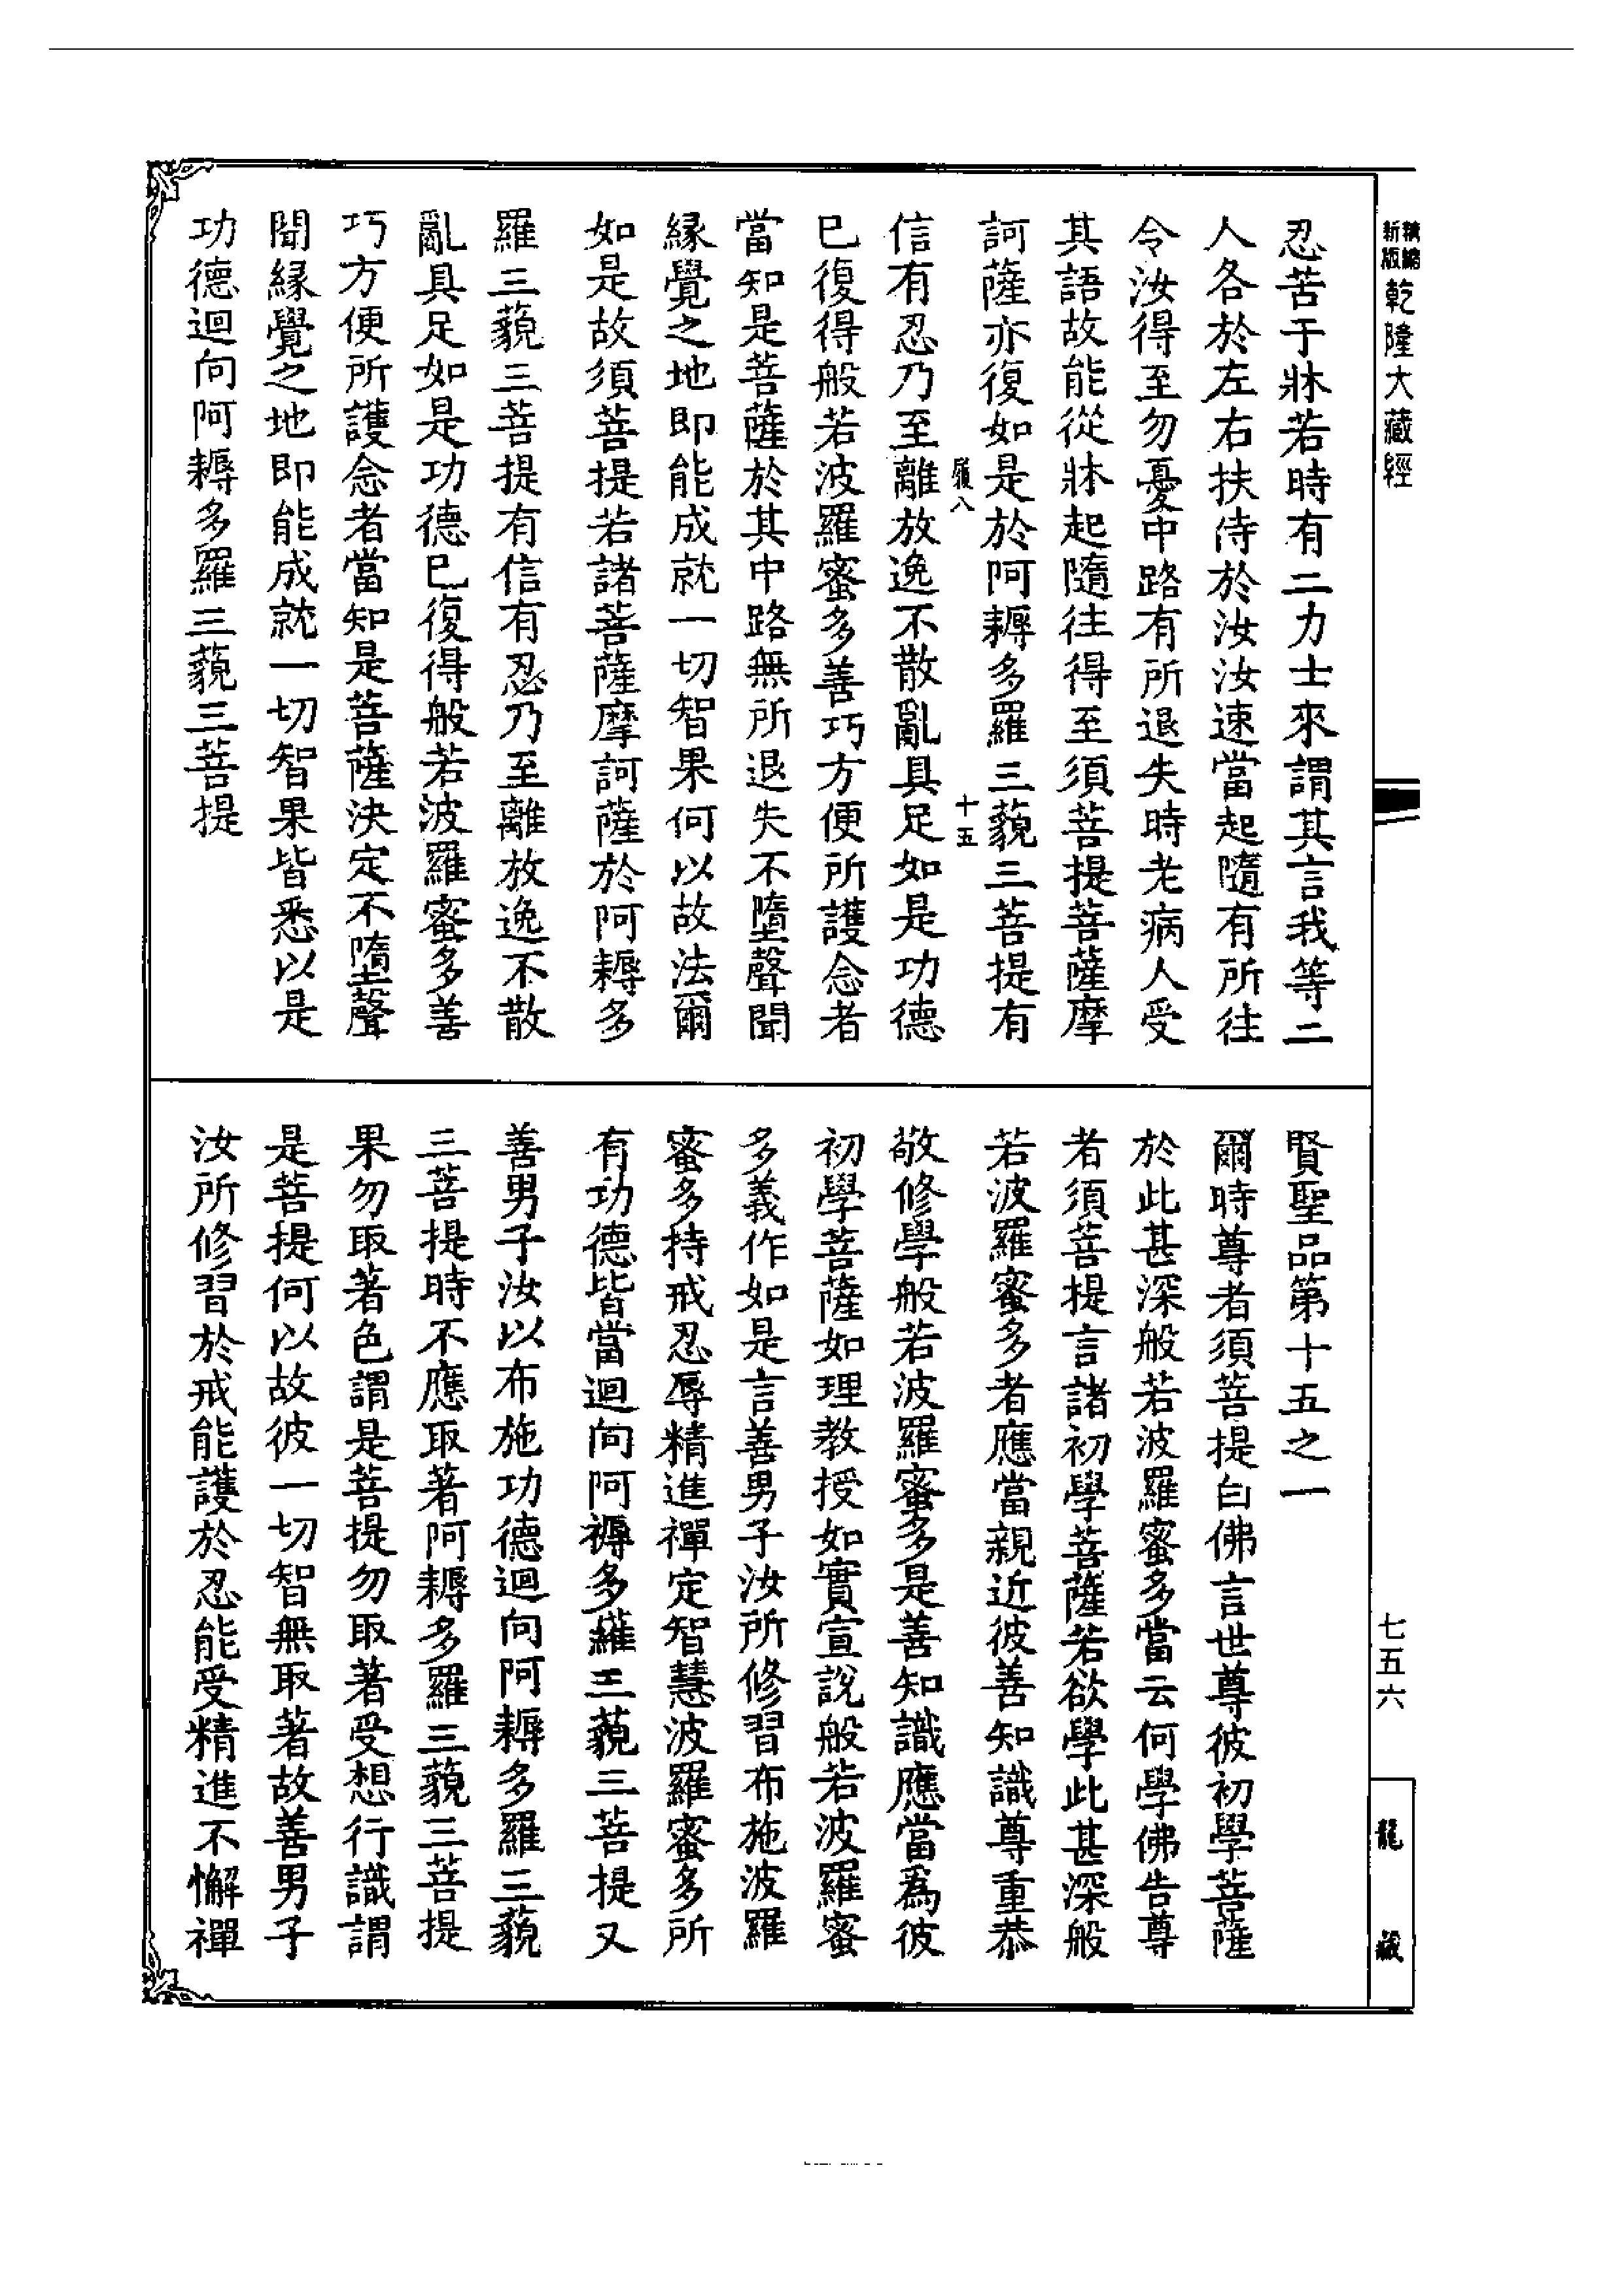 新版
精縮
乾隆大藏經
七五六
龍藏
忍苦于牀若時有二力士來謂其言我等二
人各於左右扶侍於汝汝速當起隨有所往
令汝得至勿憂中路有所退失時老病人受
其語故能從牀起隨往得至須菩提菩薩摩
訶薩亦復如是於阿耨多羅三藐三菩提有
履八
十五
信有忍乃至離放逸不散亂具足如是功德
已復得般若波羅蜜多善巧方便所護念者
當知是菩薩於其中路無所退失不墮聲聞
緣覺之地即能成就一切智果何以故法爾
如是故須菩提若諸菩薩摩訶薩於阿耨多
羅三藐三菩提有信有忍乃至離放逸不散
亂具足如是功德已復得般若波羅蜜多善
巧方便所護念者當知是菩薩決定不墮聲
聞緣覺之地即能成就一切智果皆悉以是
功德迴向阿耨多羅三藐三菩提
賢聖品第十五之一
爾時尊者須菩提白佛言世尊彼初學菩薩
於此甚深般若波羅蜜多當云何學佛告尊
者須菩提言諸初學菩薩若欲學此甚深般
若波羅蜜多者應當親近彼善知識尊重恭
敬修學般若波羅蜜多是善知識應當爲彼
初學菩薩如理教授如實宣說般若波羅蜜
多義作如是言善男子汝所修習布施波羅
蜜多持戒忍辱精進禪定智慧波羅蜜多所
有功德皆當迴向阿耨多羅三藐三菩提又
善男子汝以布施功德迴向阿耨多羅三藐
三菩提時不應取著阿耨多羅三藐三菩提
果勿取著色謂是菩提勿取著受想行識謂
是菩提何以故彼一切智無取著故善男子
汝所修習於戒能護於忍能受精進不懈禪